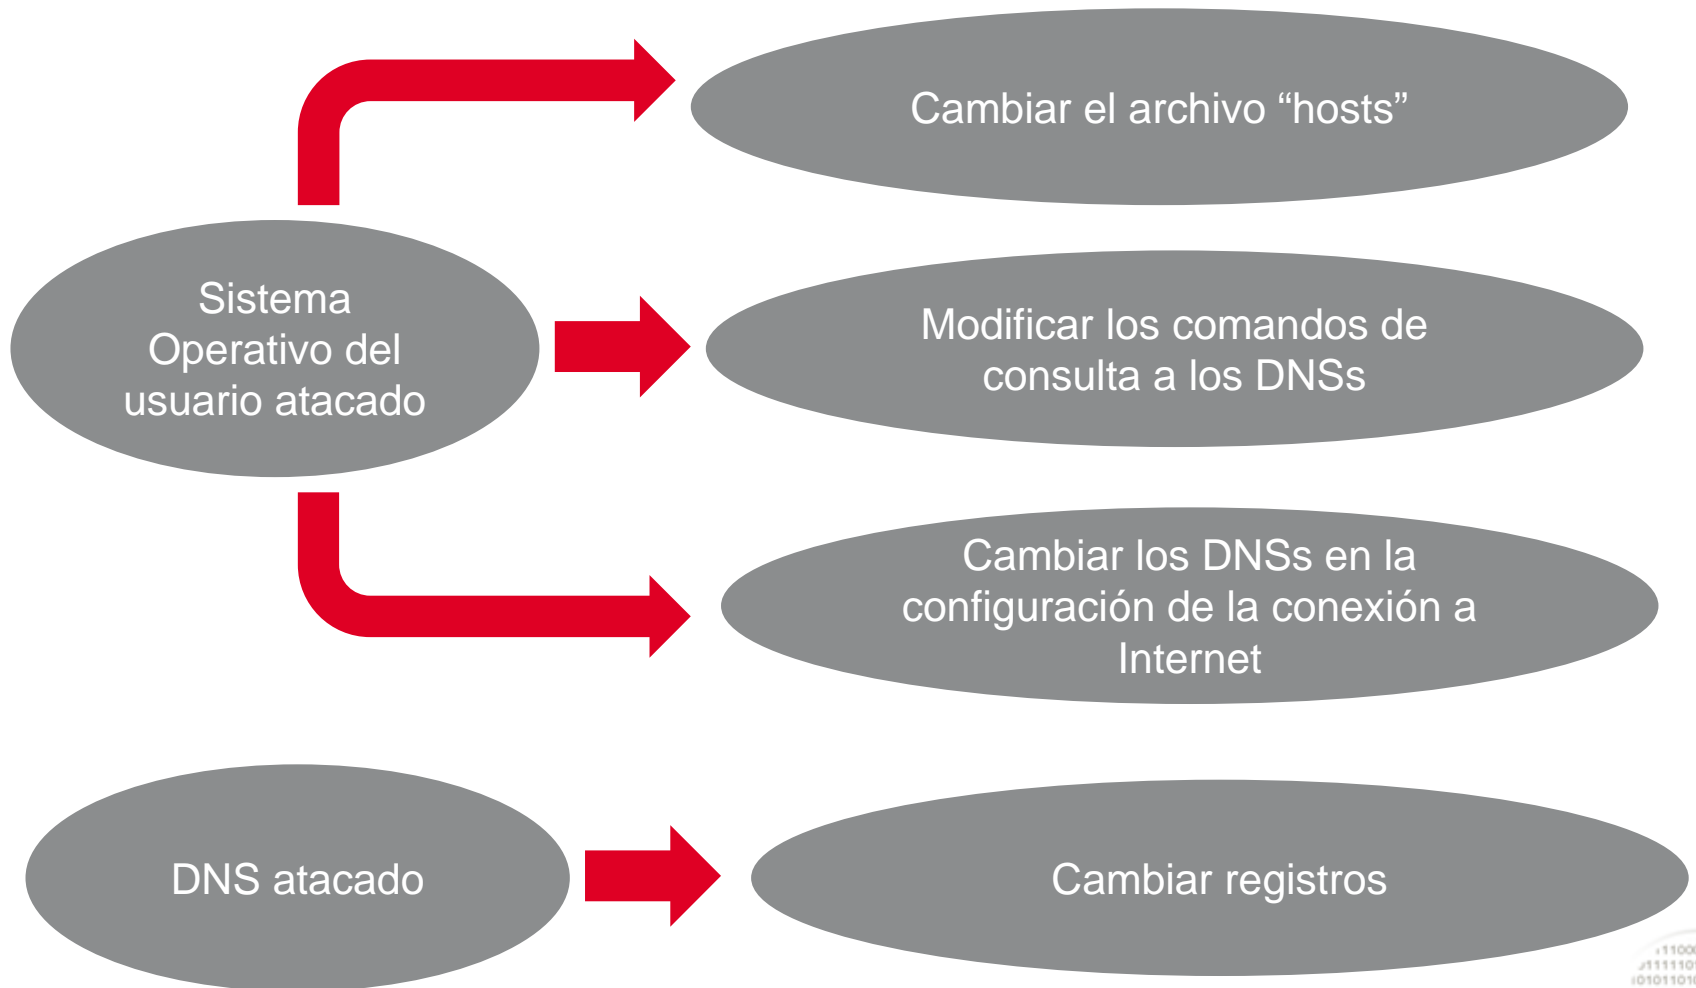 Cambiar el archivo “hosts”
Sistema
Operativo del
usuario atacado
Modificar los comandos de
consulta a los DNSs
Cambiar los DNSs en la
configuración de la conexión a
Internet
DNS atacado
Cambiar registros